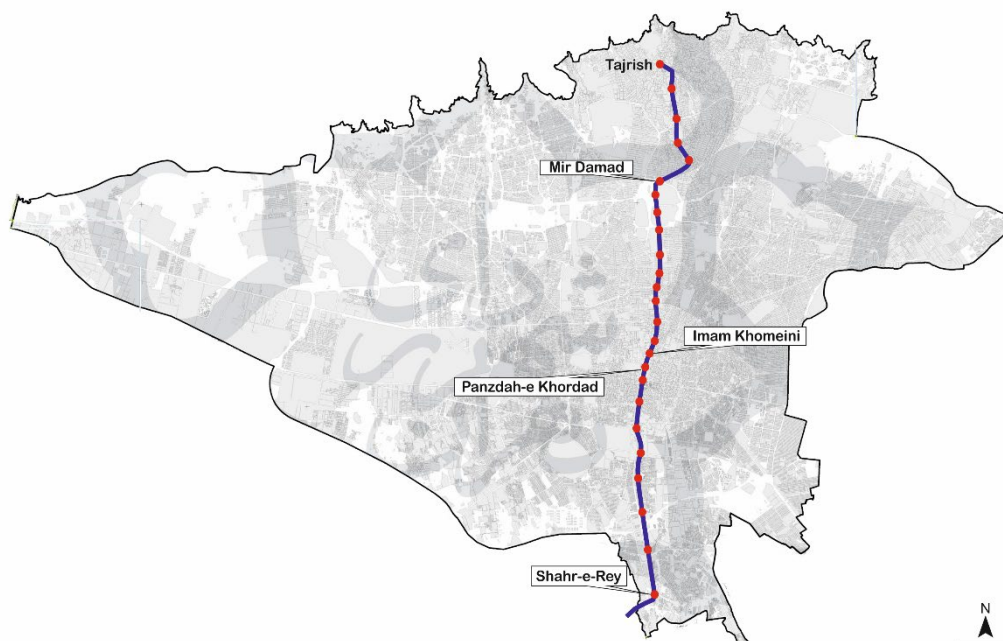 Tajrish
Mir Damad
Imam Khomeini
Panzdah-e Khordad
Shahr-e-Rey
N